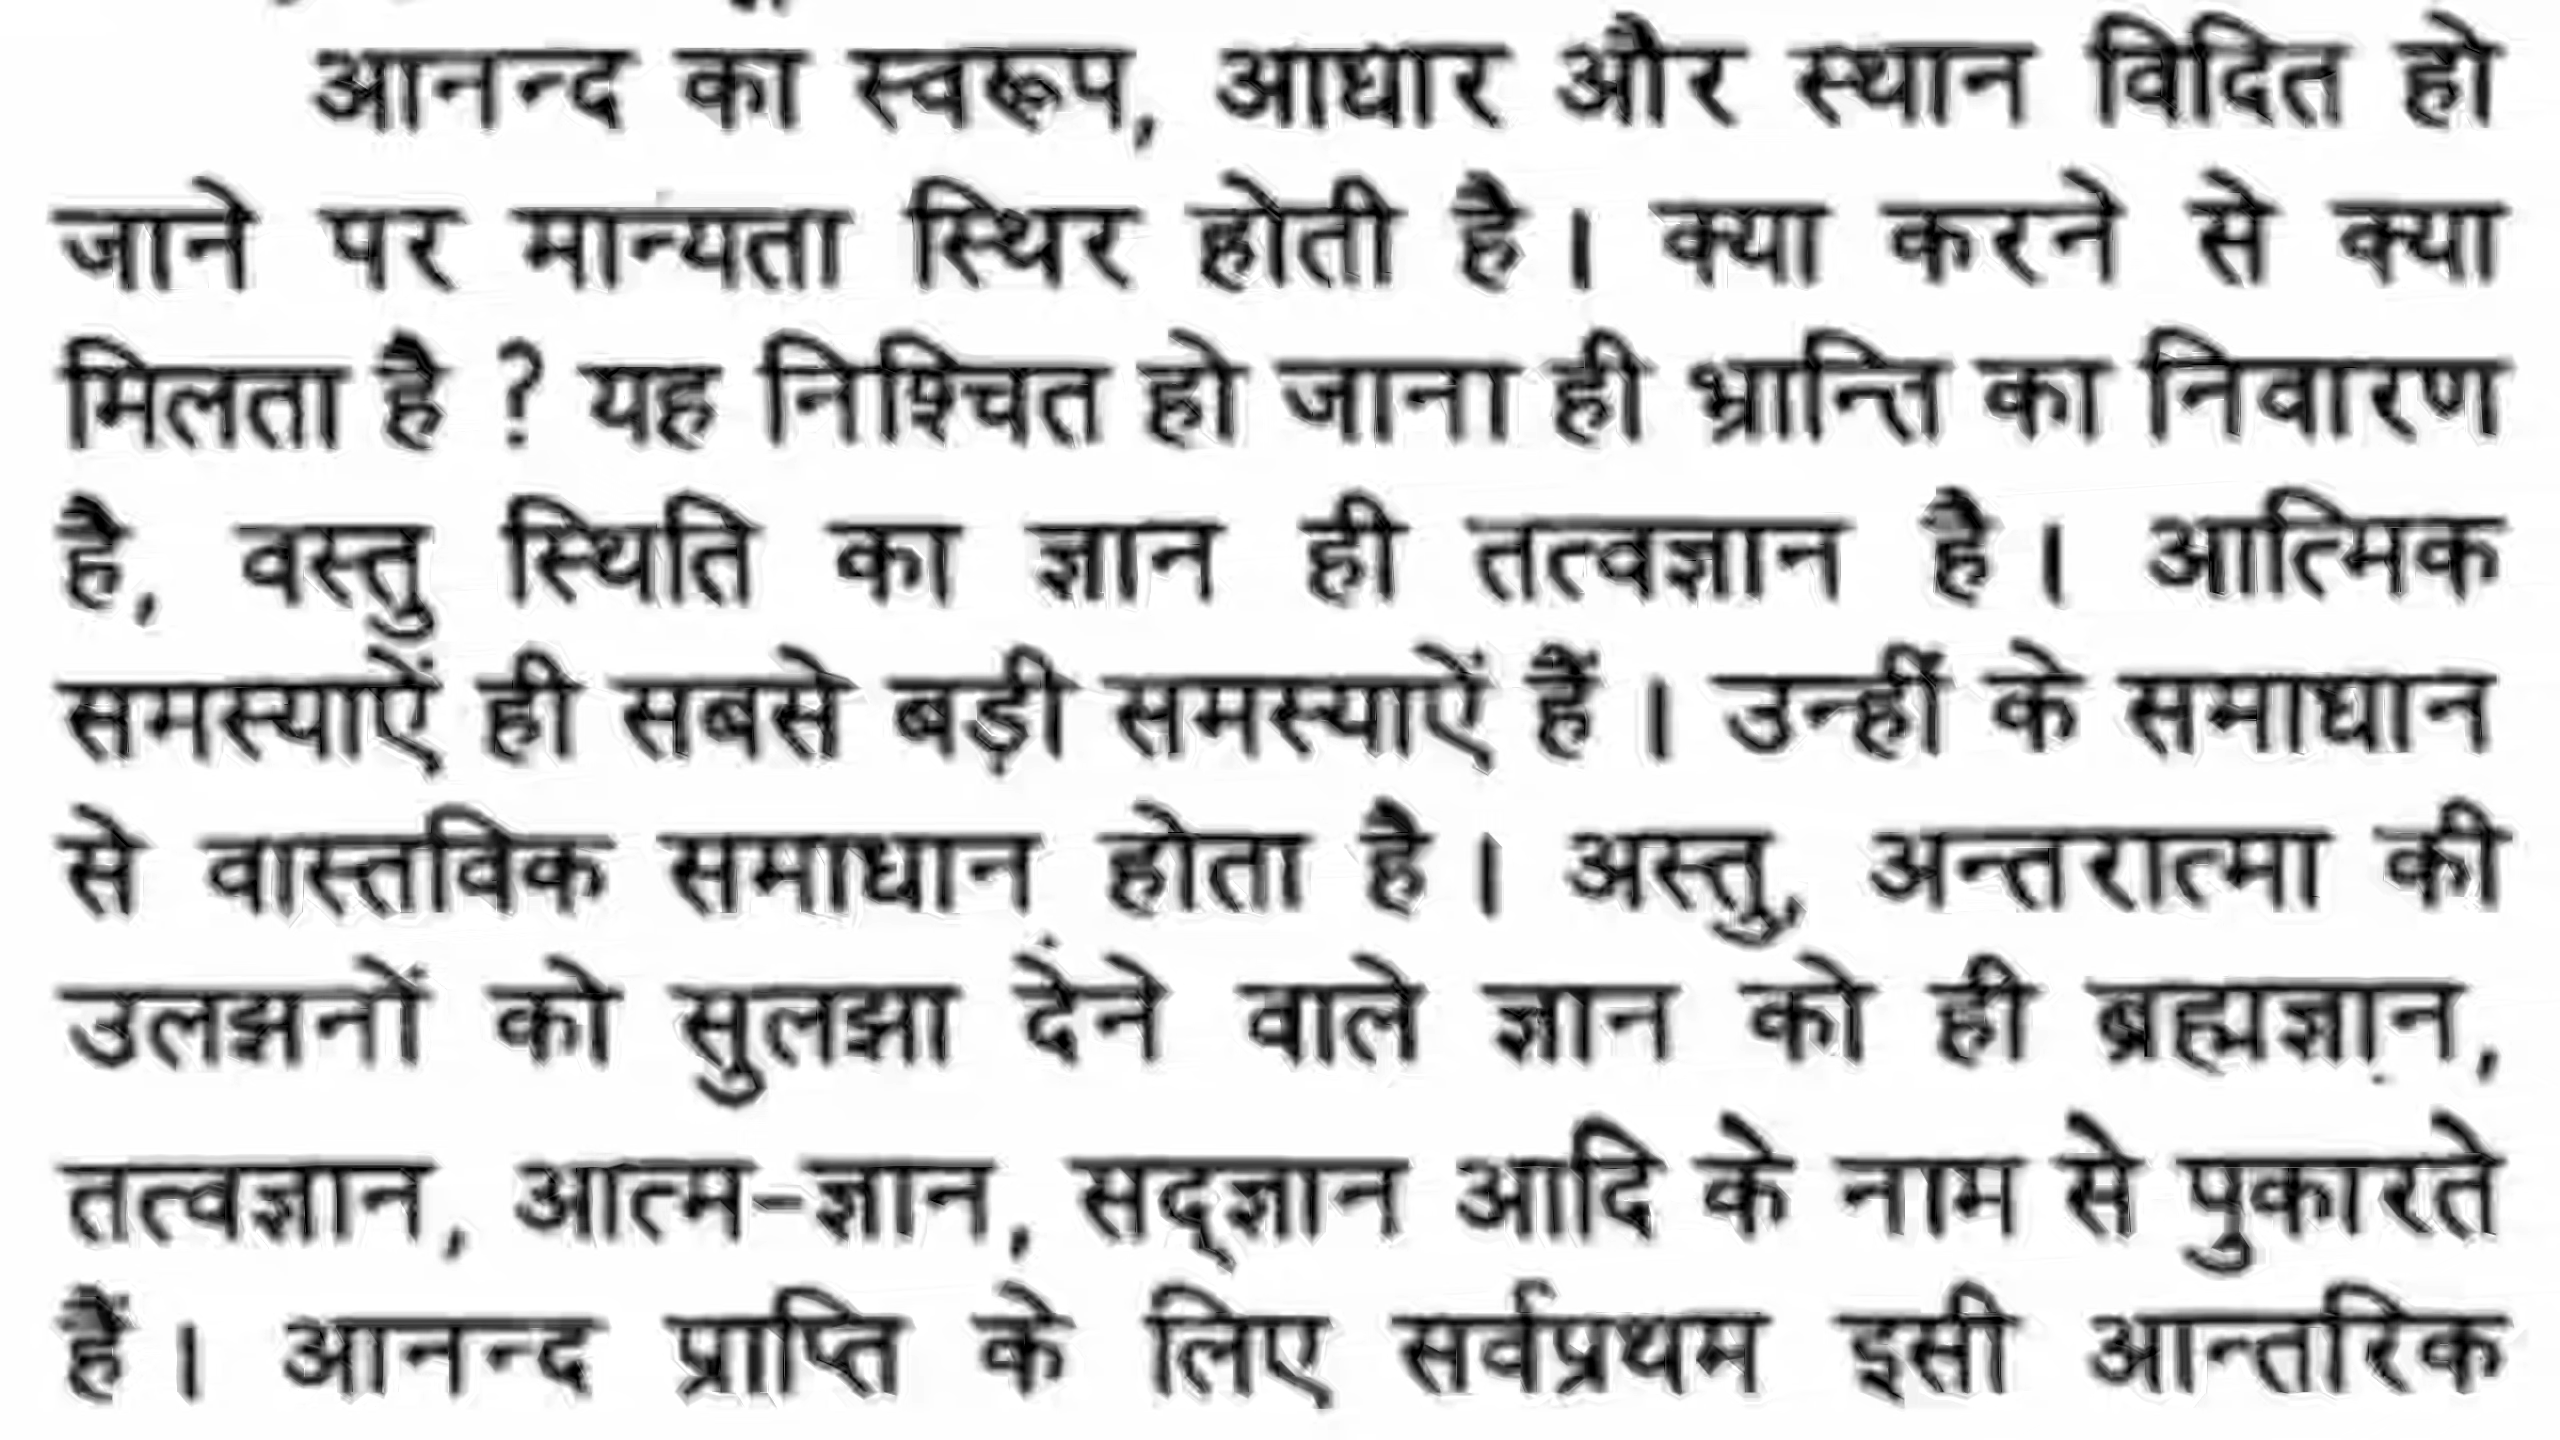 आनन्द का स्वरूप, आधार और स्थान विदित हो
जाने पर मान्यता स्थिर होती है । क्या करने से क्या
मिलता है ? यह निश्चित हो जाना ही भ्रान्ति का निवारण
है, वस्तु स्थिति का ज्ञान ही तत्वज्ञान है । आत्मिक
समस्याऐं ही सबसे बड़ी समस्याऐं हैं । उन्हीं के समाधान
से वास्तविक समाधान होता है । अस्तु, अन्तरात्मा की
उलझनों को सुलझा देने वाले ज्ञान को ही ब्रह्मज्ञान,
तत्वज्ञान, आत्म-ज्ञान, सद्ज्ञान आदि के नाम से पुकारते
हैं । आनन्द प्राप्ति के लिए सर्वप्रथम इसी आन्तरिक